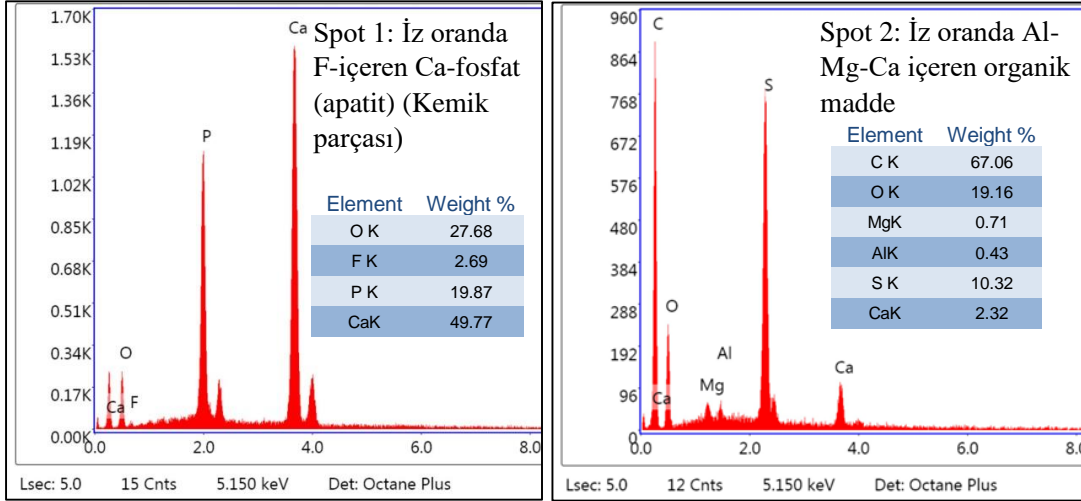 1.70K
1.53K
1.36K
1.19K
1.02K
0.85K
0.68K
0.51K
0.34K
0.17K
0.00K
0.0
2.0
4.0
6.0
8.0
Ca
P
O
F
Ca
Spot 1: İz oranda
F-içeren Ca-fosfat
(apatit) (Kemik
parçası)
Element Weight %
O K 27.68
F K 2.69
P K 19.87
CaK 49.77
Lsec: 5.0 15 Cnts 5.150 keV Det: Octane Plus
960
864
768
672
576
480
384
288
192
96
0
0.0
2.0
4.0
6.0
8.0
C
O
Ca
Mg
Al
S
Ca
Spot 2: İz oranda Al-
Mg-Ca içeren organik
madde
Element Weight %
C K 67.06
O K 19.16
MgK 0.71
AlK 0.43
S K 10.32
CaK 2.32
Lsec: 5.0 12 Cnts 5.150 keV Det: Octane Plus